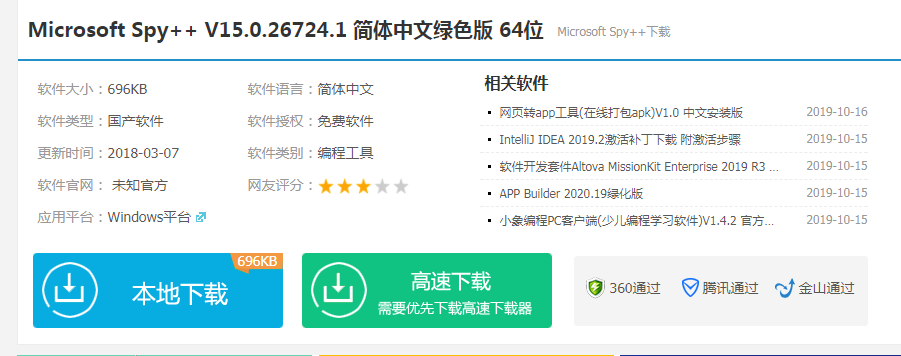 Microsoft Spy++ V15.0.26724.1 简体中文绿色版 64位 Microsoft Spy++下载
软件大小：696KB 软件语言：简体中文
软件类型：国产软件 软件授权：免费软件
更新时间：2018-03-07 软件类别：编程工具
软件官网： 未知官方 网友评分：
应用平台：Windows平台
相关软件
网页转app工具(在线打包apk)V1.0 中文安装版 2019-10-16
IntelliJ IDEA 2019.2激活补丁下载 附激活步骤 2019-10-15
软件开发套件Altova MissionKit Enterprise 2019 R3 ... 2019-10-15
APP Builder 2020.19绿化版 2019-10-15
小象编程PC客户端(少儿编程学习软件)V1.4.2 官方... 2019-10-15
696KB
本地下载
高速下载
需要优先下载高速下载器
360通过 腾讯通过 金山通过